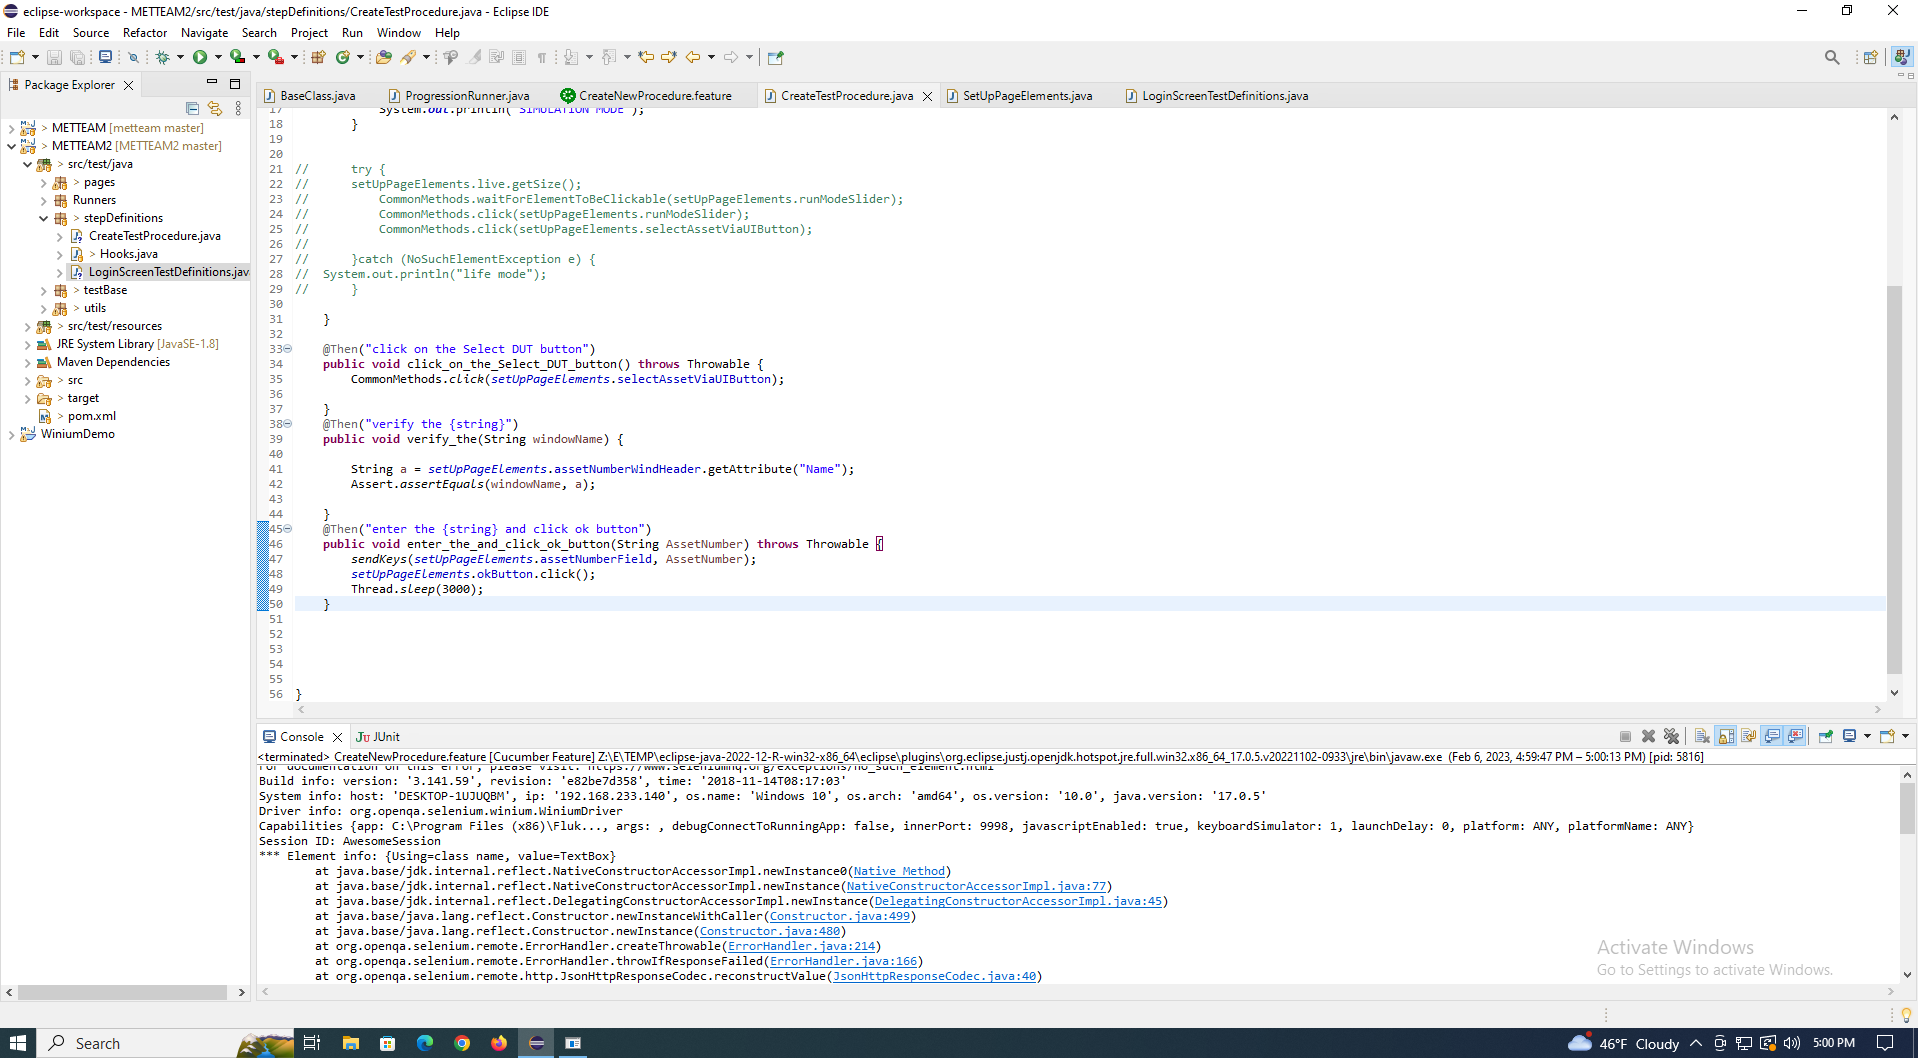 eclipse-workspace - METTEAM2/src/test/java/stepDefinitions/CreateTestProcedure.java - Eclipse IDE
File Edit Source Refactor Navigate Search Project Run Window Help
Package Explorer
> METTEAM [metteam master]
> METTEAM2 [METTEAM2 master]
> src/test/java
> pages
Runners
> stepDefinitions
CreateTestProcedure.java
> Hooks.java
LoginScreenTestDefinitions.jav
> testBase
> utils
> src/test/resources
JRE System Library [JavaSE-1.8]
Maven Dependencies
> src
> target
> pom.xml
WiniumDemo
BaseClass.java ProgressionRunner.java CreateNewProcedure.feature CreateTestProcedure.java SetUpPageElements.java LoginScreenTestDefinitions.java
17 System.out.println("SIMULATION MODE");
18 }
19
20
21 // try {
22 // setUpPageElements.live.getSize();
23 // CommonMethods.waitForElementToBeClickable(setUpPageElements.runModeSlider);
24 // CommonMethods.click(setUpPageElements.runModeSlider);
25 // CommonMethods.click(setUpPageElements.selectAssetViaUIButton);
26 //
27 // }catch (NoSuchElementException e) {
28 // System.out.println("life mode");
29 // }
30
31 }
32
33 @Then("click on the Select DUT button")
34 public void click_on_the_Select_DUT_button() throws Throwable {
35 CommonMethods.click(setUpPageElements.selectAssetViaUIButton);
36
37 }
38 @Then("verify the {string}")
39 public void verify_the(String windowName) {
40
41 String a = setUpPageElements.assetNumberWindHeader.getAttribute("Name");
42 Assert.assertEquals(windowName, a);
43
44 }
45 @Then("enter the {string} and click ok button")
46 public void enter_the_and_click_ok_button(String AssetNumber) throws Throwable {
47 sendKeys(setUpPageElements.assetNumberField, AssetNumber);
48 setUpPageElements.okButton.click();
49 Thread.sleep(3000);
50 }
51
52
53
54
55
56 }
Console JUnit
<terminated> CreateNewProcedure.feature [Cucumber Feature] Z:\E\TEMP\eclipse-java-2022-12-R-win32-x86_64\eclipse\plugins\org.eclipse.justj.openjdk.hotspot.jre.full.win32.x86_64_17.0.5.v20221102-0933\jre\bin\javaw.exe (Feb 6, 2023, 4:59:47 PM – 5:00:13 PM) [pid: 5816]
For documentation on this error, please visit: https://www.seleniumhq.org/exceptions/no_such_element.html
Build info: version: '3.141.59', revision: 'e82be7d358', time: '2018-11-14T08:17:03'
System info: host: 'DESKTOP-1UJUQBM', ip: '192.168.233.140', os.name: 'Windows 10', os.arch: 'amd64', os.version: '10.0', java.version: '17.0.5'
Driver info: org.openqa.selenium.winium.WiniumDriver
Capabilities {app: C:\Program Files (x86)\Fluk..., args: , debugConnectToRunningApp: false, innerPort: 9998, javascriptEnabled: true, keyboardSimulator: 1, launchDelay: 0, platform: ANY, platformName: ANY}
Session ID: AwesomeSession
*** Element info: {Using=class name, value=TextBox}
at java.base/jdk.internal.reflect.NativeConstructorAccessorImpl.newInstance0(Native Method)
at java.base/jdk.internal.reflect.NativeConstructorAccessorImpl.newInstance(NativeConstructorAccessorImpl.java:77)
at java.base/jdk.internal.reflect.DelegatingConstructorAccessorImpl.newInstance(DelegatingConstructorAccessorImpl.java:45)
at java.base/java.lang.reflect.Constructor.newInstanceWithCaller(Constructor.java:499)
at java.base/java.lang.reflect.Constructor.newInstance(Constructor.java:480)
at org.openqa.selenium.remote.ErrorHandler.createThrowable(ErrorHandler.java:214)
at org.openqa.selenium.remote.ErrorHandler.throwIfResponseFailed(ErrorHandler.java:166)
at org.openqa.selenium.remote.http.JsonHttpResponseCodec.reconstructValue(JsonHttpResponseCodec.java:40)
Activate Windows
Go to Settings to activate Windows.
Search
46°F Cloudy
5:00 PM